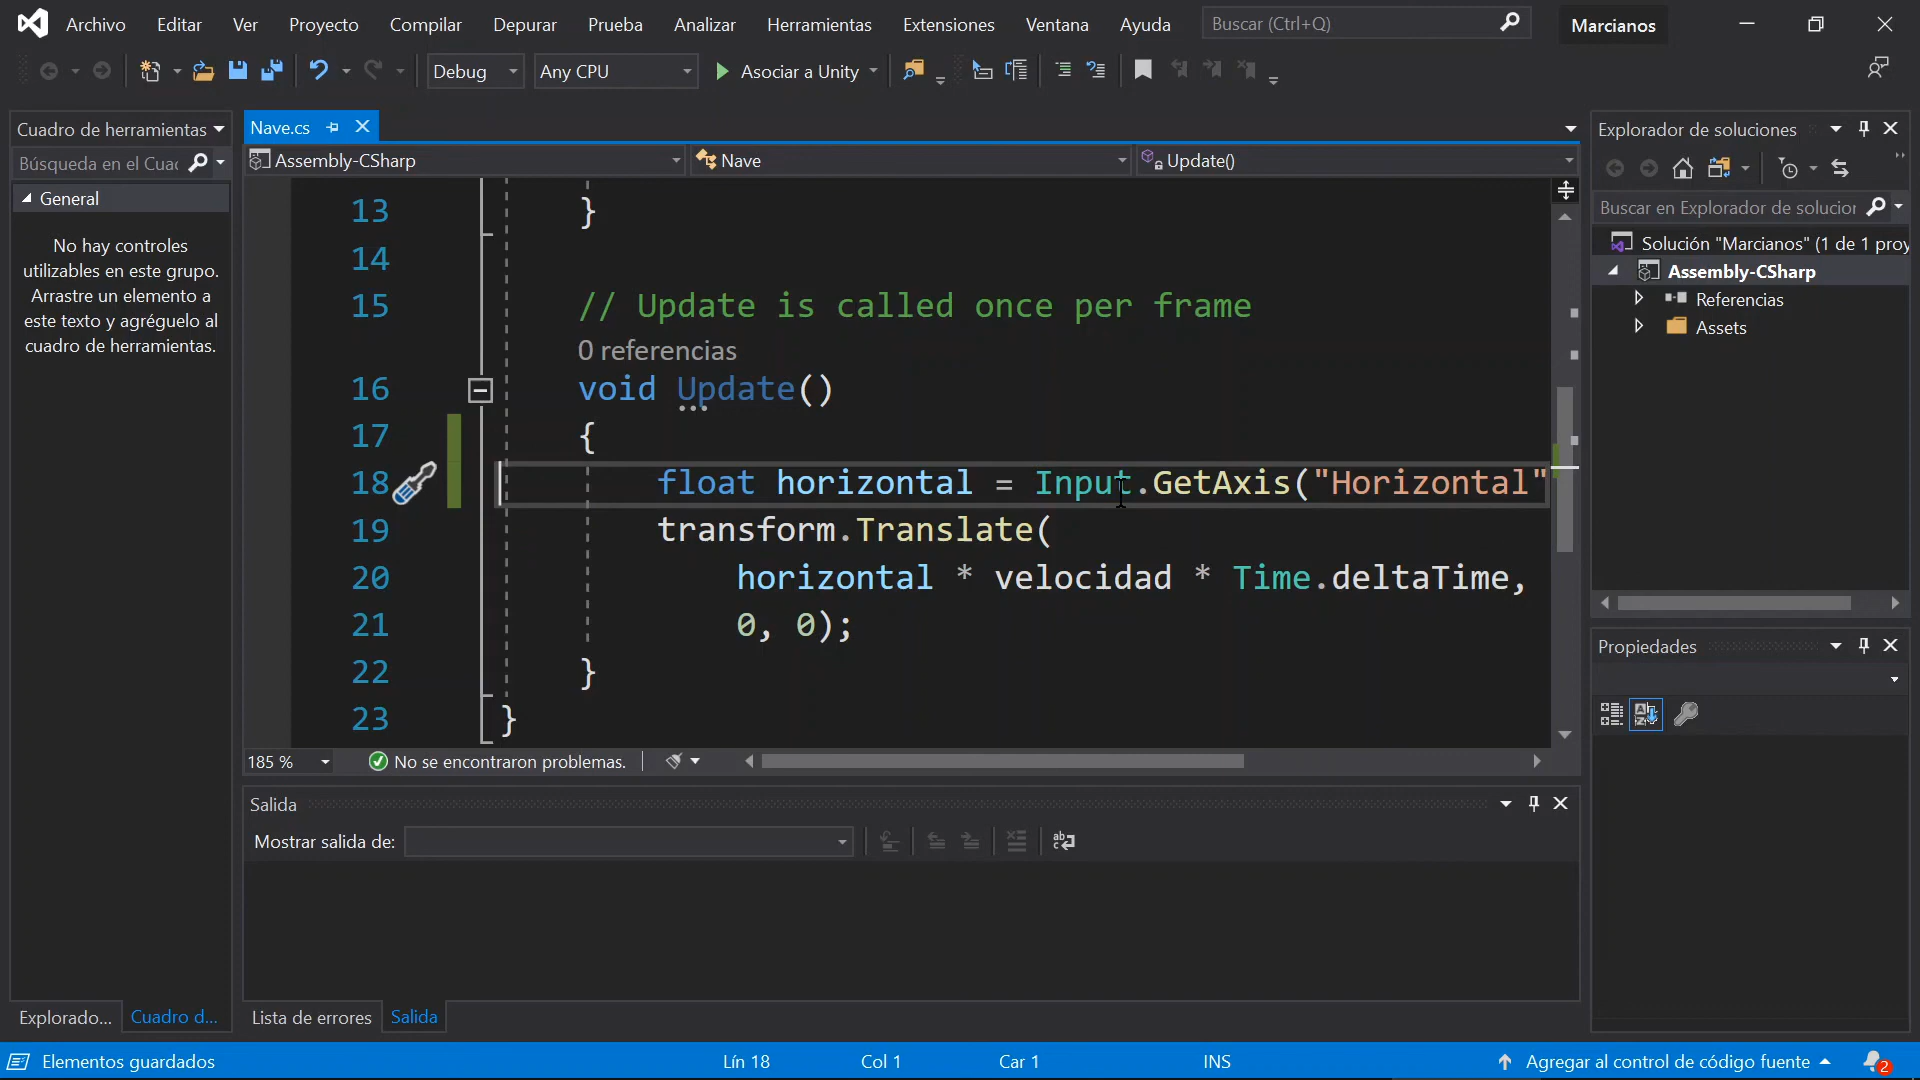 Archivo Editar Ver Proyecto Compilar Depurar Prueba Analizar Herramientas Extensiones Ventana Ayuda Buscar (Ctrl+Q) Marcianos
Debug Any CPU Asociar a Unity
Cuadro de herramientas
Búsqueda en el Cuac
General
No hay controles
utilizables en este grupo.
Arrastre un elemento a
este texto y agréguelo al
cuadro de herramientas.
Explorado... Cuadro d...
Nave.cs
Assembly-CSharp Nave Update()
13 }
14
15 // Update is called once per frame
0 referencias
16 void Update()
17 {
18 float horizontal = Input.GetAxis("Horizontal"
19 transform.Translate(
20 horizontal * velocidad * Time.deltaTime,
21 0, 0);
22 }
23 }
185 % No se encontraron problemas.
Salida
Mostrar salida de:
Lista de errores Salida
Explorador de soluciones
Buscar en Explorador de solucior
Solución "Marcianos" (1 de 1 proy
Assembly-CSharp
Referencias
Assets
Propiedades
Elementos guardados Lín 18 Col 1 Car 1 INS Agregar al control de código fuente 2